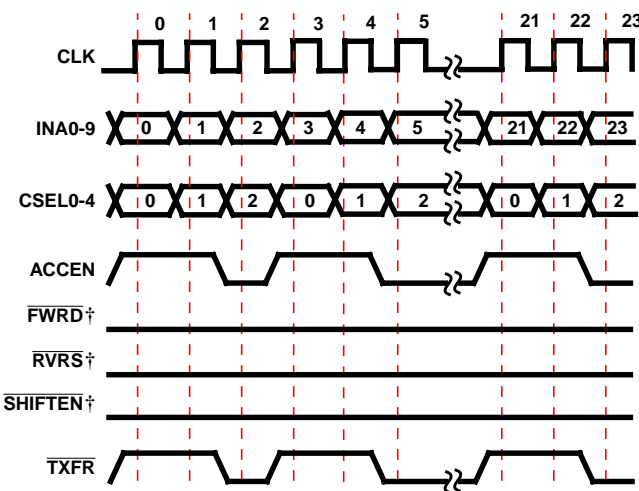 0 1 2 3 4 5 21 22 23
CLK
INA0-9 0 1 2 3 4 5 21 22 23
CSEL0-4 0 1 2 0 1 2 0 1 2
ACCEN
FWRD†
RVRS†
SHIFTEN†
TXFR